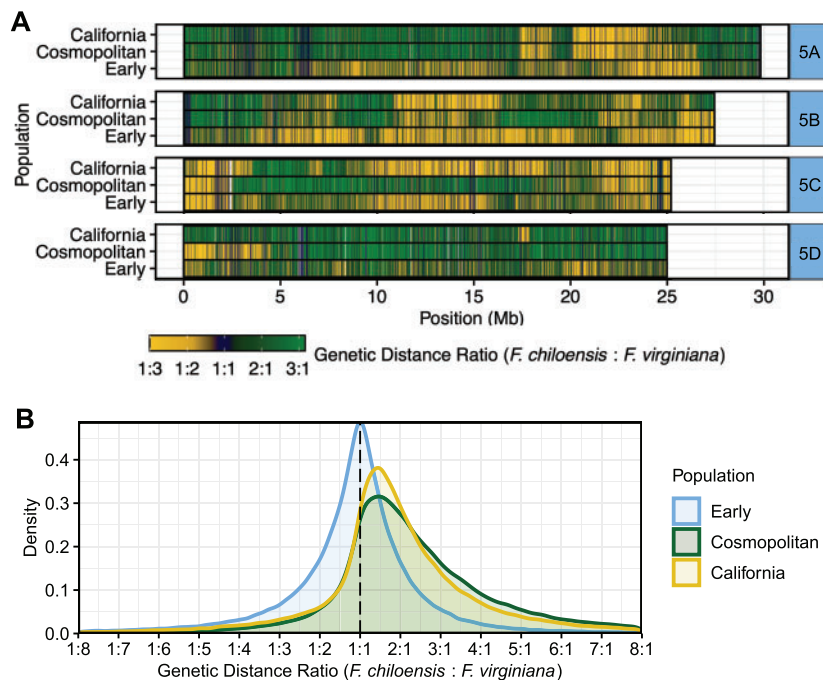 A
Population
California
Cosmopolitan
Early
5A
California
Cosmopolitan
Early
5B
California
Cosmopolitan
Early
5C
California
Cosmopolitan
Early
5D
0 5 10 15 20 25 30
Position (Mb)
1:3 1:2 1:1 2:1 3:1
Genetic Distance Ratio (F. chiloensis : F. virginiana)
B
Density
0.4
0.3
0.2
0.1
0.0
1:8 1:7 1:6 1:5 1:4 1:3 1:2 1:1 2:1 3:1 4:1 5:1 6:1 7:1 8:1
Genetic Distance Ratio (F. chiloensis : F. virginiana)
Population
Early
Cosmopolitan
California